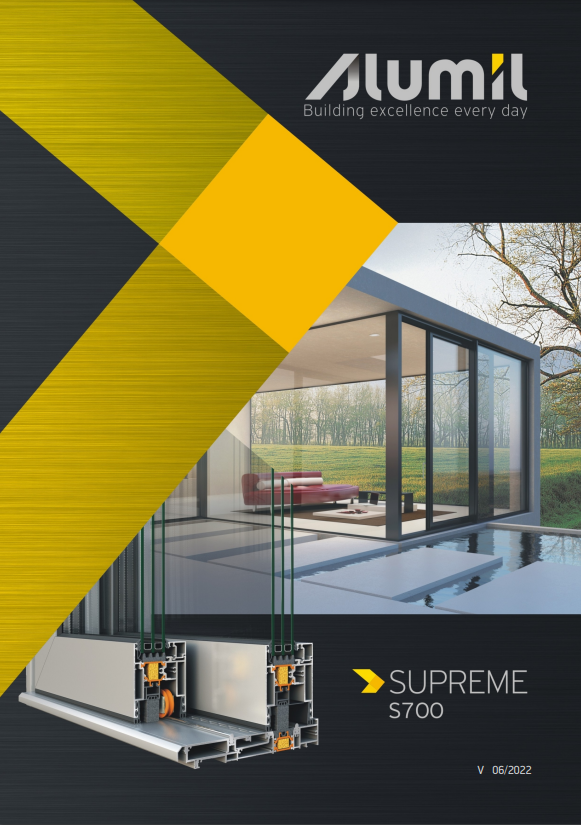 Alumil
Building excellence every day
SUPREME
S700
V 06/2022